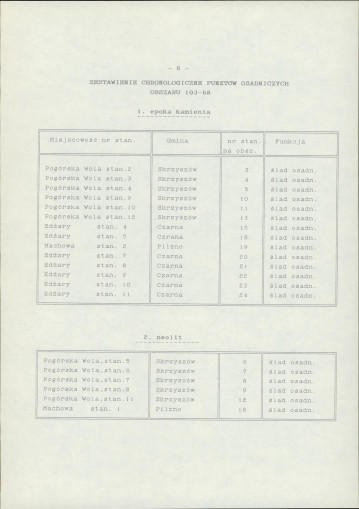 - 8 -
ZESTAWIENIE CHRONOLOGICZNE PUNKTÓW OSADNICZYCH
OBSZARU 103-68
1. epoka kamienia
Miejscowość nr stan. Gmina nr stan. na obsz. Funkcja
Pogórska Wola stan.2 Skrzyszów 3 ślad osadn.
Pogórska Wola stan.3 Skrzyszów 4 ślad osadn.
Pogórska Wola stan.4 Skrzyszów 5 ślad osadn.
Pogórska Wola stan.9 Skrzyszów 10 ślad osadn.
Pogórska Wola stan.10 Skrzyszów 11 ślad osadn.
Pogórska Wola stan.12 Skrzyszów 13 ślad osadn.
Żdżary stan. 4 Czarna 15 ślad osadn.
Żdżary stan. 5 Czarna 16 ślad osadn.
Machowa stan. 2 Pilzno 19 ślad osadn.
Żdżary stan. 7 Czarna 20 ślad osadn.
Żdżary stan. 8 Czarna 21 ślad osadn.
Żdżary stan. 9 Czarna 22 ślad osadn.
Żdżary stan. 10 Czarna 23 ślad osadn.
Żdżary stan. 11 Czarna 24 ślad osadn.
2. neolit
Pogórska Wola,stan.5 Skrzyszów 6 ślad osadn.
Pogórska Wola,stan.6 Skrzyszów 7 ślad osadn.
Pogórska Wola,stan.7 Skrzyszów 8 ślad osadn.
Pogórska Wola,stan.8 Skrzyszów 9 ślad osadn.
Pogórska Wola,stan.11 Skrzyszów 12 ślad osadn.
Machowa stan. 1 Pilzno 18 ślad osadn.